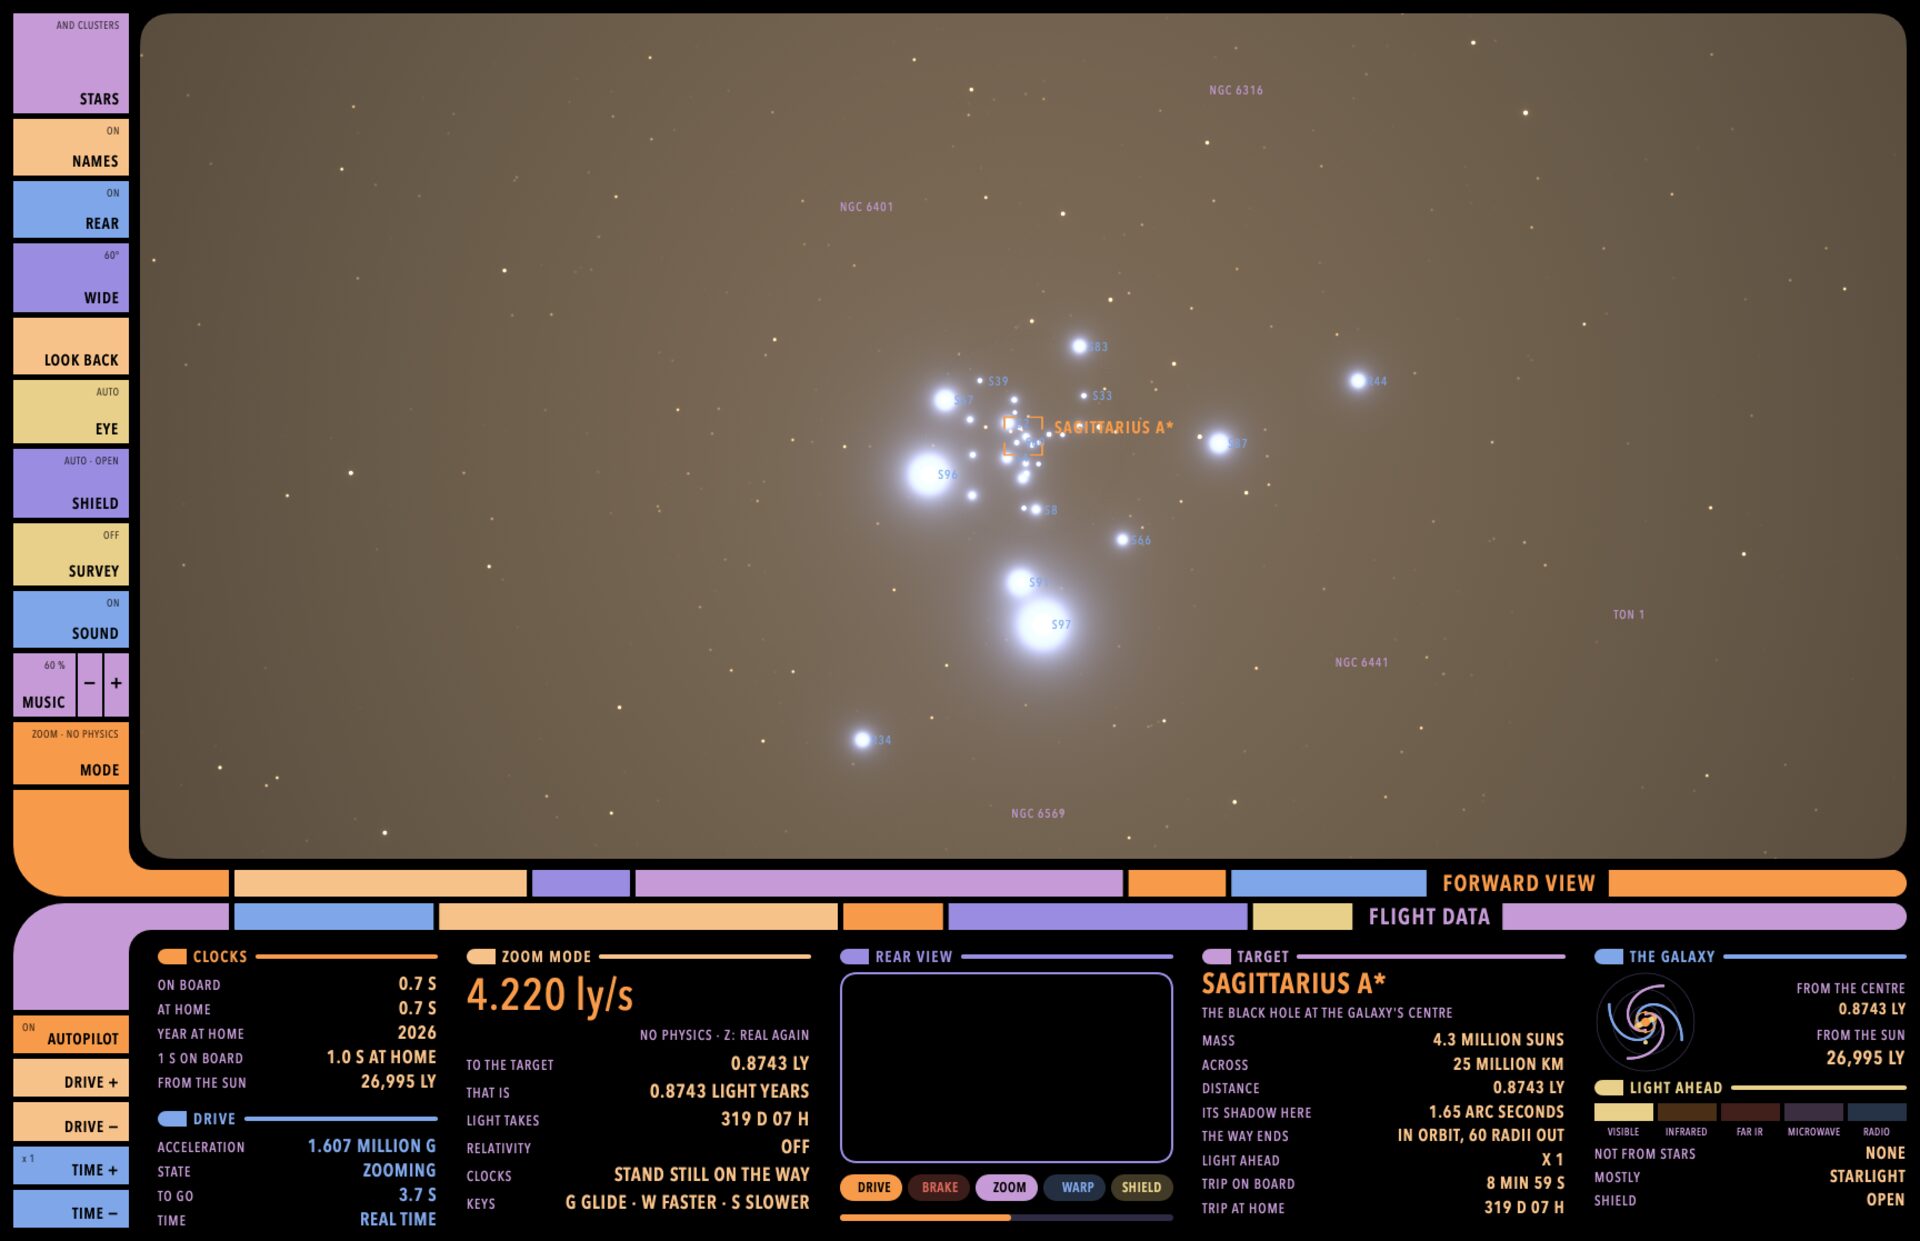 AND CLUSTERS
STARS
ON
NAMES
ON
REAR
60°
WIDE
LOOK BACK
AUTO
EYE
AUTO · OPEN
SHIELD
OFF
SURVEY
ON
SOUND
60 %
MUSIC
− +
ZOOM · NO PHYSICS
MODE
NGC 6316
NGC 6401
S83
S39
S33
SAGITTARIUS A*
S96
S8
S66
S97
TON 1
NGC 6441
NGC 6569
FORWARD VIEW
FLIGHT DATA
ON
AUTOPILOT
DRIVE +
DRIVE −
x 1
TIME +
TIME −
CLOCKS
ON BOARD 0.7 S
AT HOME 0.7 S
YEAR AT HOME 2026
1 S ON BOARD 1.0 S AT HOME
FROM THE SUN 26,995 LY
DRIVE
ACCELERATION 1.607 MILLION G
STATE ZOOMING
TO GO 3.7 S
TIME REAL TIME
ZOOM MODE
4.220 ly/s
NO PHYSICS · Z: REAL AGAIN
TO THE TARGET 0.8743 LY
THAT IS 0.8743 LIGHT YEARS
LIGHT TAKES 319 D 07 H
RELATIVITY OFF
CLOCKS STAND STILL ON THE WAY
KEYS G GLIDE · W FASTER · S SLOWER
REAR VIEW
DRIVE BRAKE ZOOM WARP SHIELD
TARGET
SAGITTARIUS A*
THE BLACK HOLE AT THE GALAXY'S CENTRE
MASS 4.3 MILLION SUNS
ACROSS 25 MILLION KM
DISTANCE 0.8743 LY
ITS SHADOW HERE 1.65 ARC SECONDS
THE WAY ENDS IN ORBIT, 60 RADII OUT
LIGHT AHEAD X 1
TRIP ON BOARD 8 MIN 59 S
TRIP AT HOME 319 D 07 H
THE GALAXY
FROM THE CENTRE
0.8743 LY
FROM THE SUN
26,995 LY
LIGHT AHEAD
VISIBLE INFRARED FAR IR MICROWAVE RADIO
NOT FROM STARS NONE
MOSTLY STARLIGHT
SHIELD OPEN